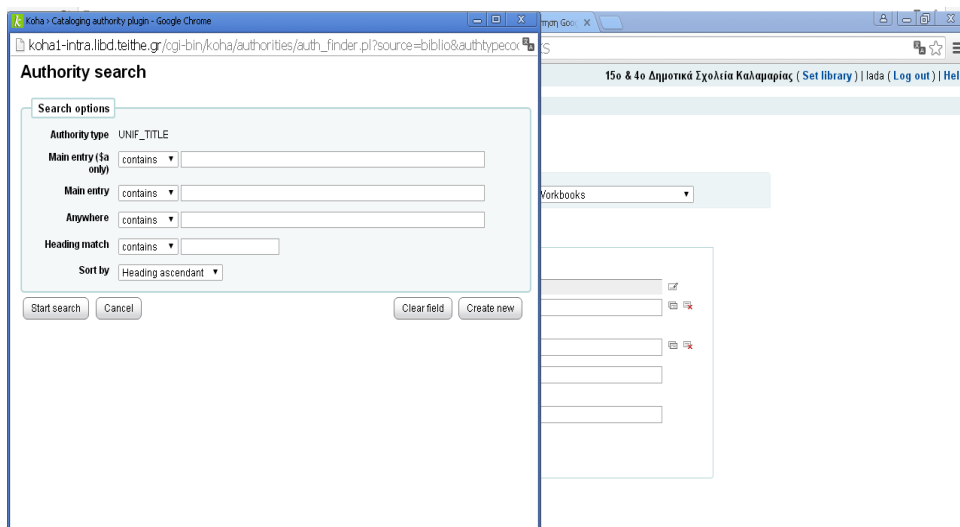 Koha › Cataloging authority plugin - Google Chrome
koha1-intra.libd.teithe.gr/cgi-bin/koha/authorities/auth_finder.pl?source=biblio&authtypecod
Authority search
Search options
Authority type UNIF_TITLE
Main entry ($a only) contains
Main entry contains
Anywhere contains
Heading match contains
Sort by Heading ascendant
Start search Cancel Clear field Create new
15ο & 4ο Δημοτικά Σχολεία Καλαμαρίας ( Set library ) | lada ( Log out ) | Hel
Workbooks